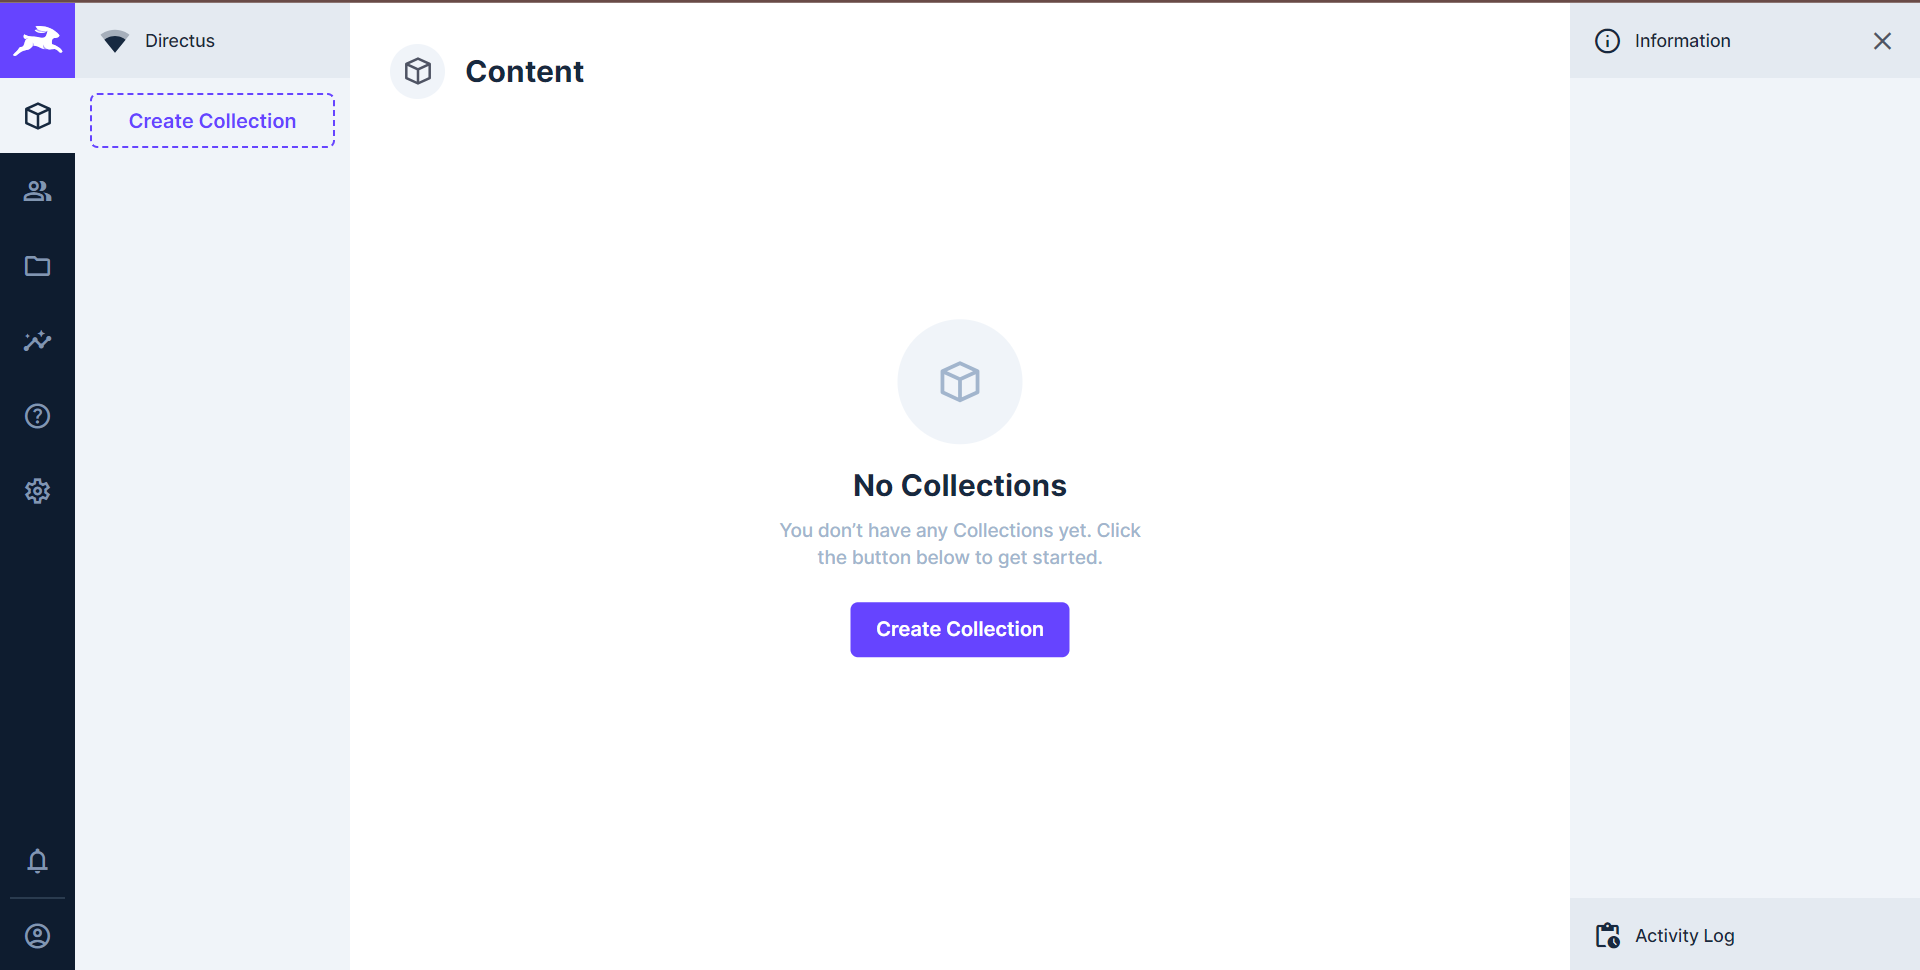 Directus
Create Collection
Content
No Collections
You don’t have any Collections yet. Click
the button below to get started.
Create Collection
Information
Activity Log